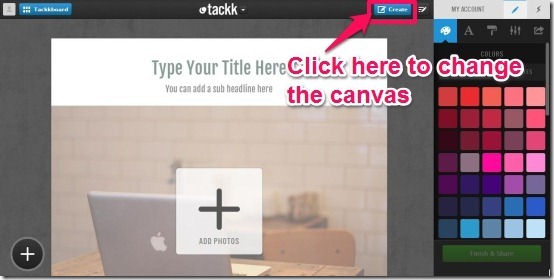 Tackkboard
tackk
Create
MY ACCOUNT
Type Your Title Here
Click here to change
the canvas
You can add a sub headline here
COLORS
ADD PHOTOS
Finish & Share